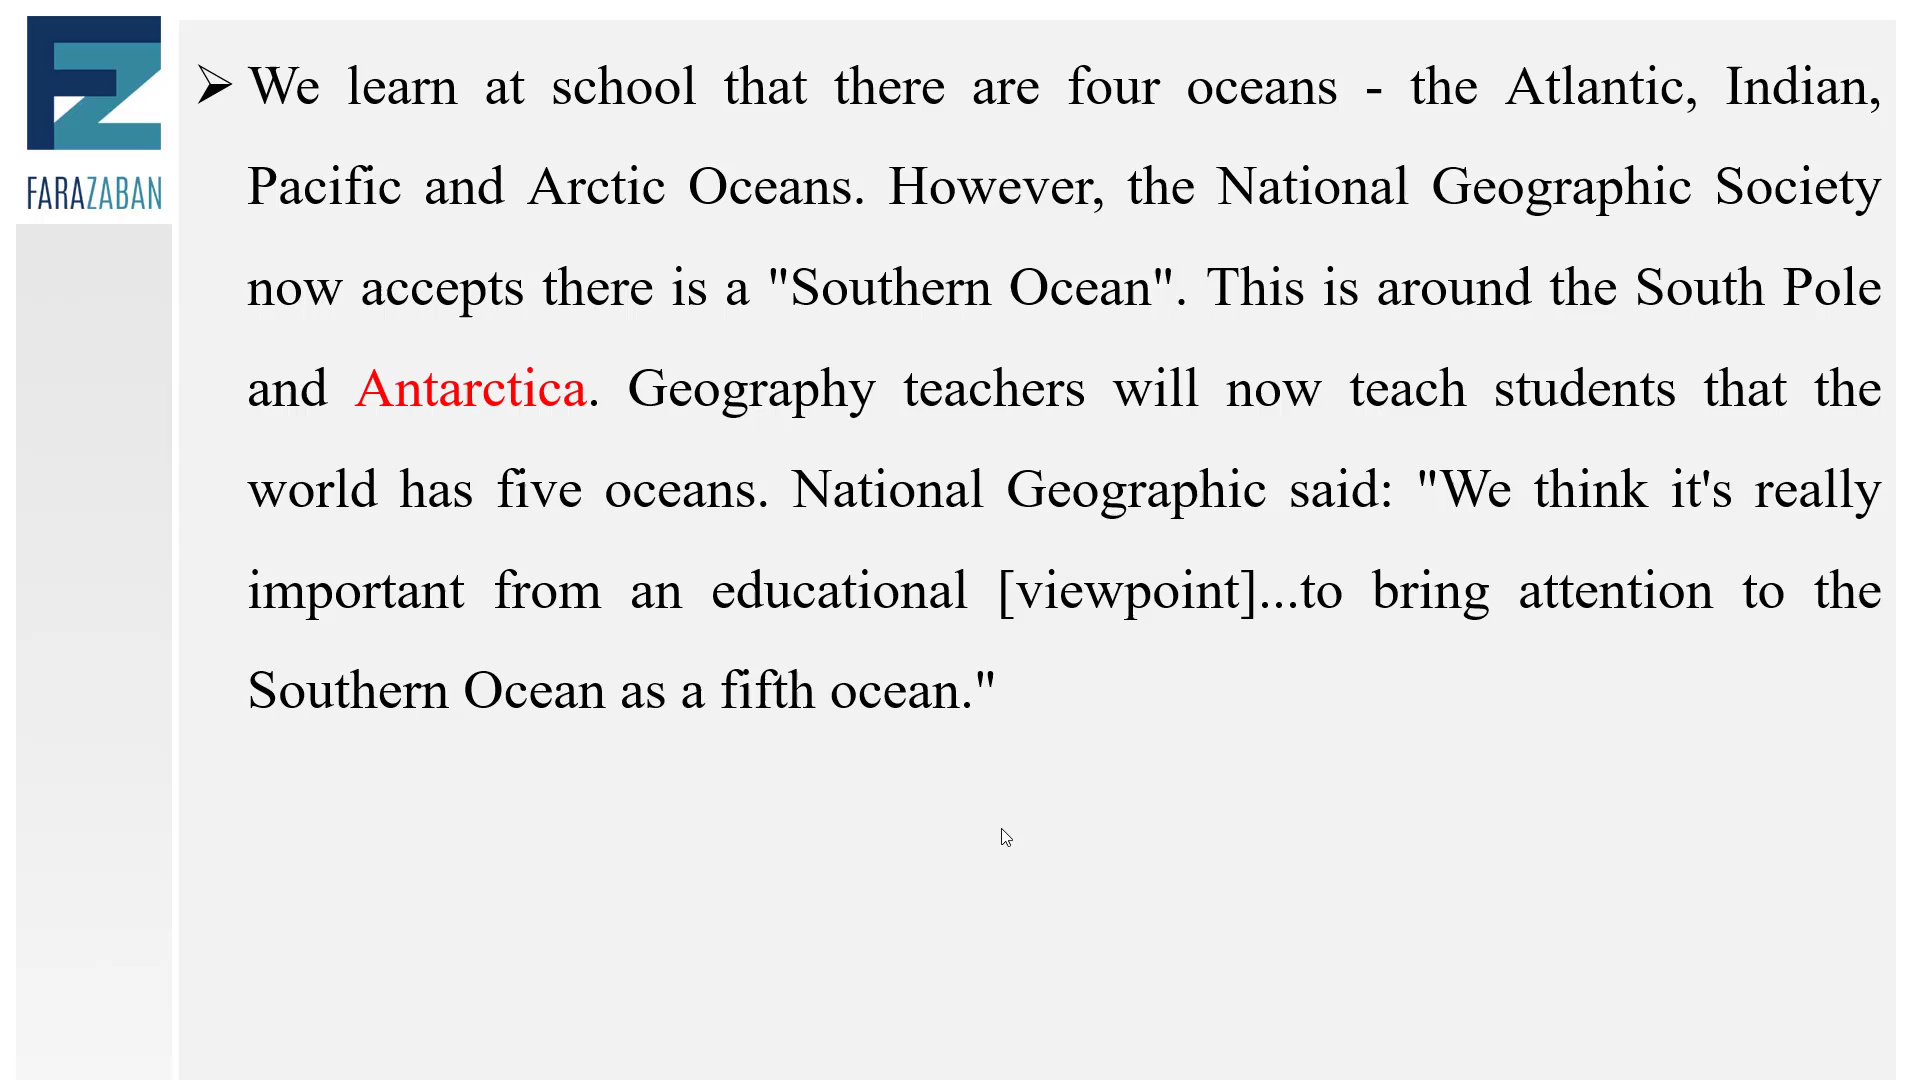 FARAZABAN
We learn at school that there are four oceans - the Atlantic, Indian,
Pacific and Arctic Oceans. However, the National Geographic Society
now accepts there is a "Southern Ocean". This is around the South Pole
and Antarctica. Geography teachers will now teach students that the
world has five oceans. National Geographic said: "We think it's really
important from an educational [viewpoint]...to bring attention to the
Southern Ocean as a fifth ocean."